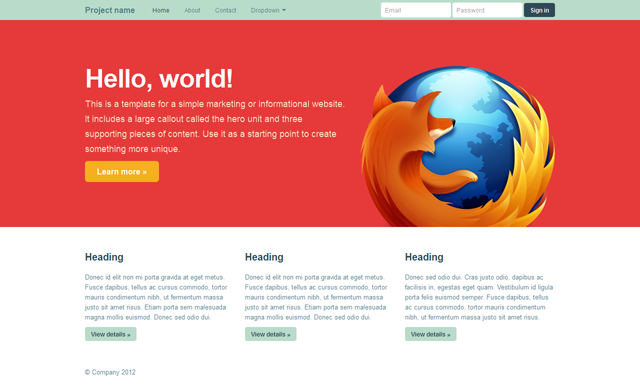 Project name Home About Contact Dropdown Email Password Sign in
Hello, world!
This is a template for a simple marketing or informational website.
It includes a large callout called the hero unit and three
supporting pieces of content. Use it as a starting point to create
something more unique.
Learn more »
Heading
Donec id elit non mi porta gravida at eget metus.
Fusce dapibus, tellus ac cursus commodo, tortor
mauris condimentum nibh, ut fermentum massa
justo sit amet risus. Etiam porta sem malesuada
magna mollis euismod. Donec sed odio dui.
View details »
Heading
Donec id elit non mi porta gravida at eget metus.
Fusce dapibus, tellus ac cursus commodo, tortor
mauris condimentum nibh, ut fermentum massa
justo sit amet risus. Etiam porta sem malesuada
magna mollis euismod. Donec sed odio dui.
View details »
Heading
Donec sed odio dui. Cras justo odio, dapibus ac
facilisis in, egestas eget quam. Vestibulum id ligula
porta felis euismod semper. Fusce dapibus, tellus
ac cursus commodo, tortor mauris condimentum
nibh, ut fermentum massa justo sit amet risus.
View details »
© Company 2012